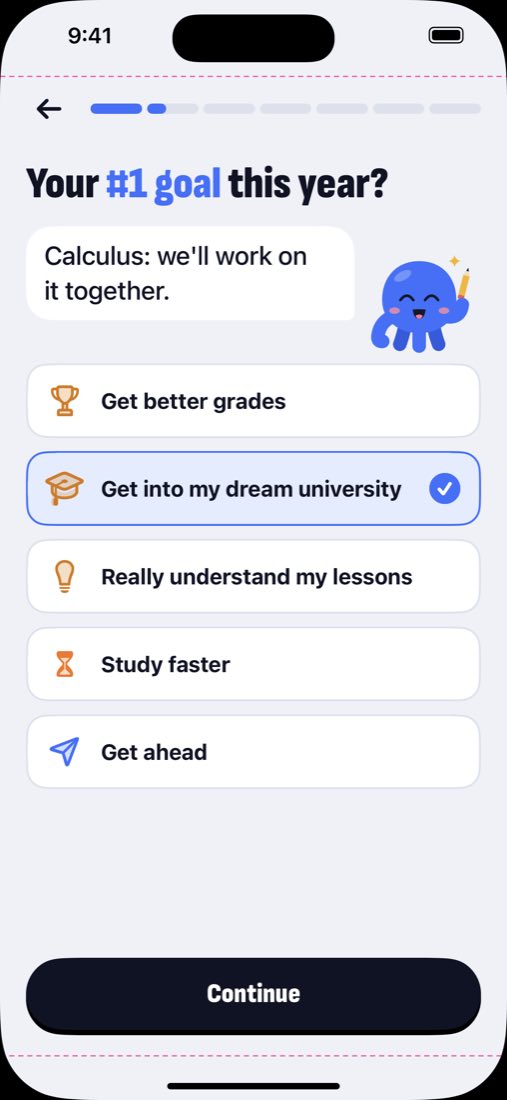 9:41
Your #1 goal this year?
Calculus: we'll work on
it together.
Get better grades
Get into my dream university
Really understand my lessons
Study faster
Get ahead
Continue